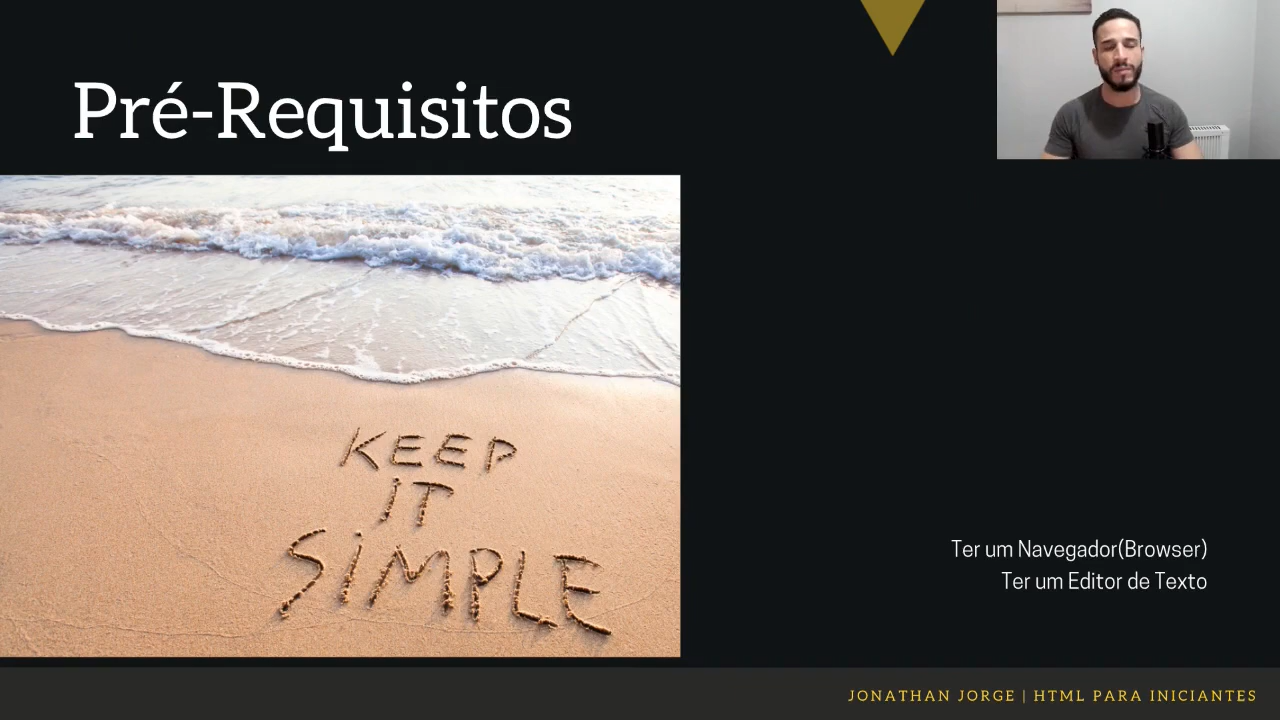 Pré-Requisitos
KEEP
IT
SIMPLE
Ter um Navegador(Browser)
Ter um Editor de Texto
JONATHAN JORGE | HTML PARA INICIANTES